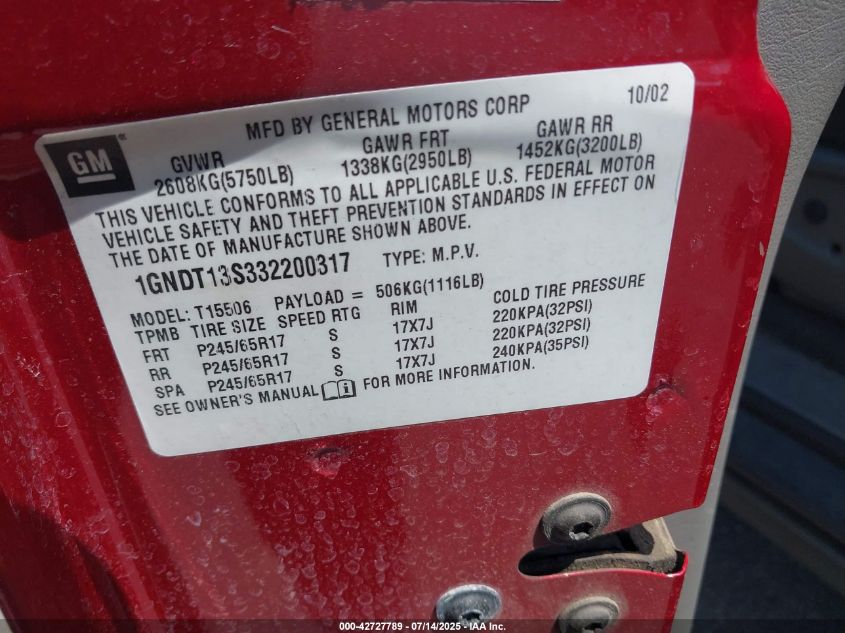 MFD BY GENERAL MOTORS CORP 10/02
GM
GVWR GAWR FRT GAWR RR
2608KG(5750LB) 1338KG(2950LB) 1452KG(3200LB)
THIS VEHICLE CONFORMS TO ALL APPLICABLE U.S. FEDERAL MOTOR
VEHICLE SAFETY AND THEFT PREVENTION STANDARDS IN EFFECT ON
THE DATE OF MANUFACTURE SHOWN ABOVE.
1GNDT13S332200317 TYPE: M.P.V.
MODEL: T15506 PAYLOAD = 506KG(1116LB)
TPMB TIRE SIZE SPEED RTG RIM COLD TIRE PRESSURE
FRT P245/65R17 S 17X7J 220KPA(32PSI)
RR P245/65R17 S 17X7J 220KPA(32PSI)
SPA P245/65R17 S 17X7J 240KPA(35PSI)
SEE OWNER'S MANUAL i FOR MORE INFORMATION.
000-42727789 - 07/14/2025 - IAA Inc.